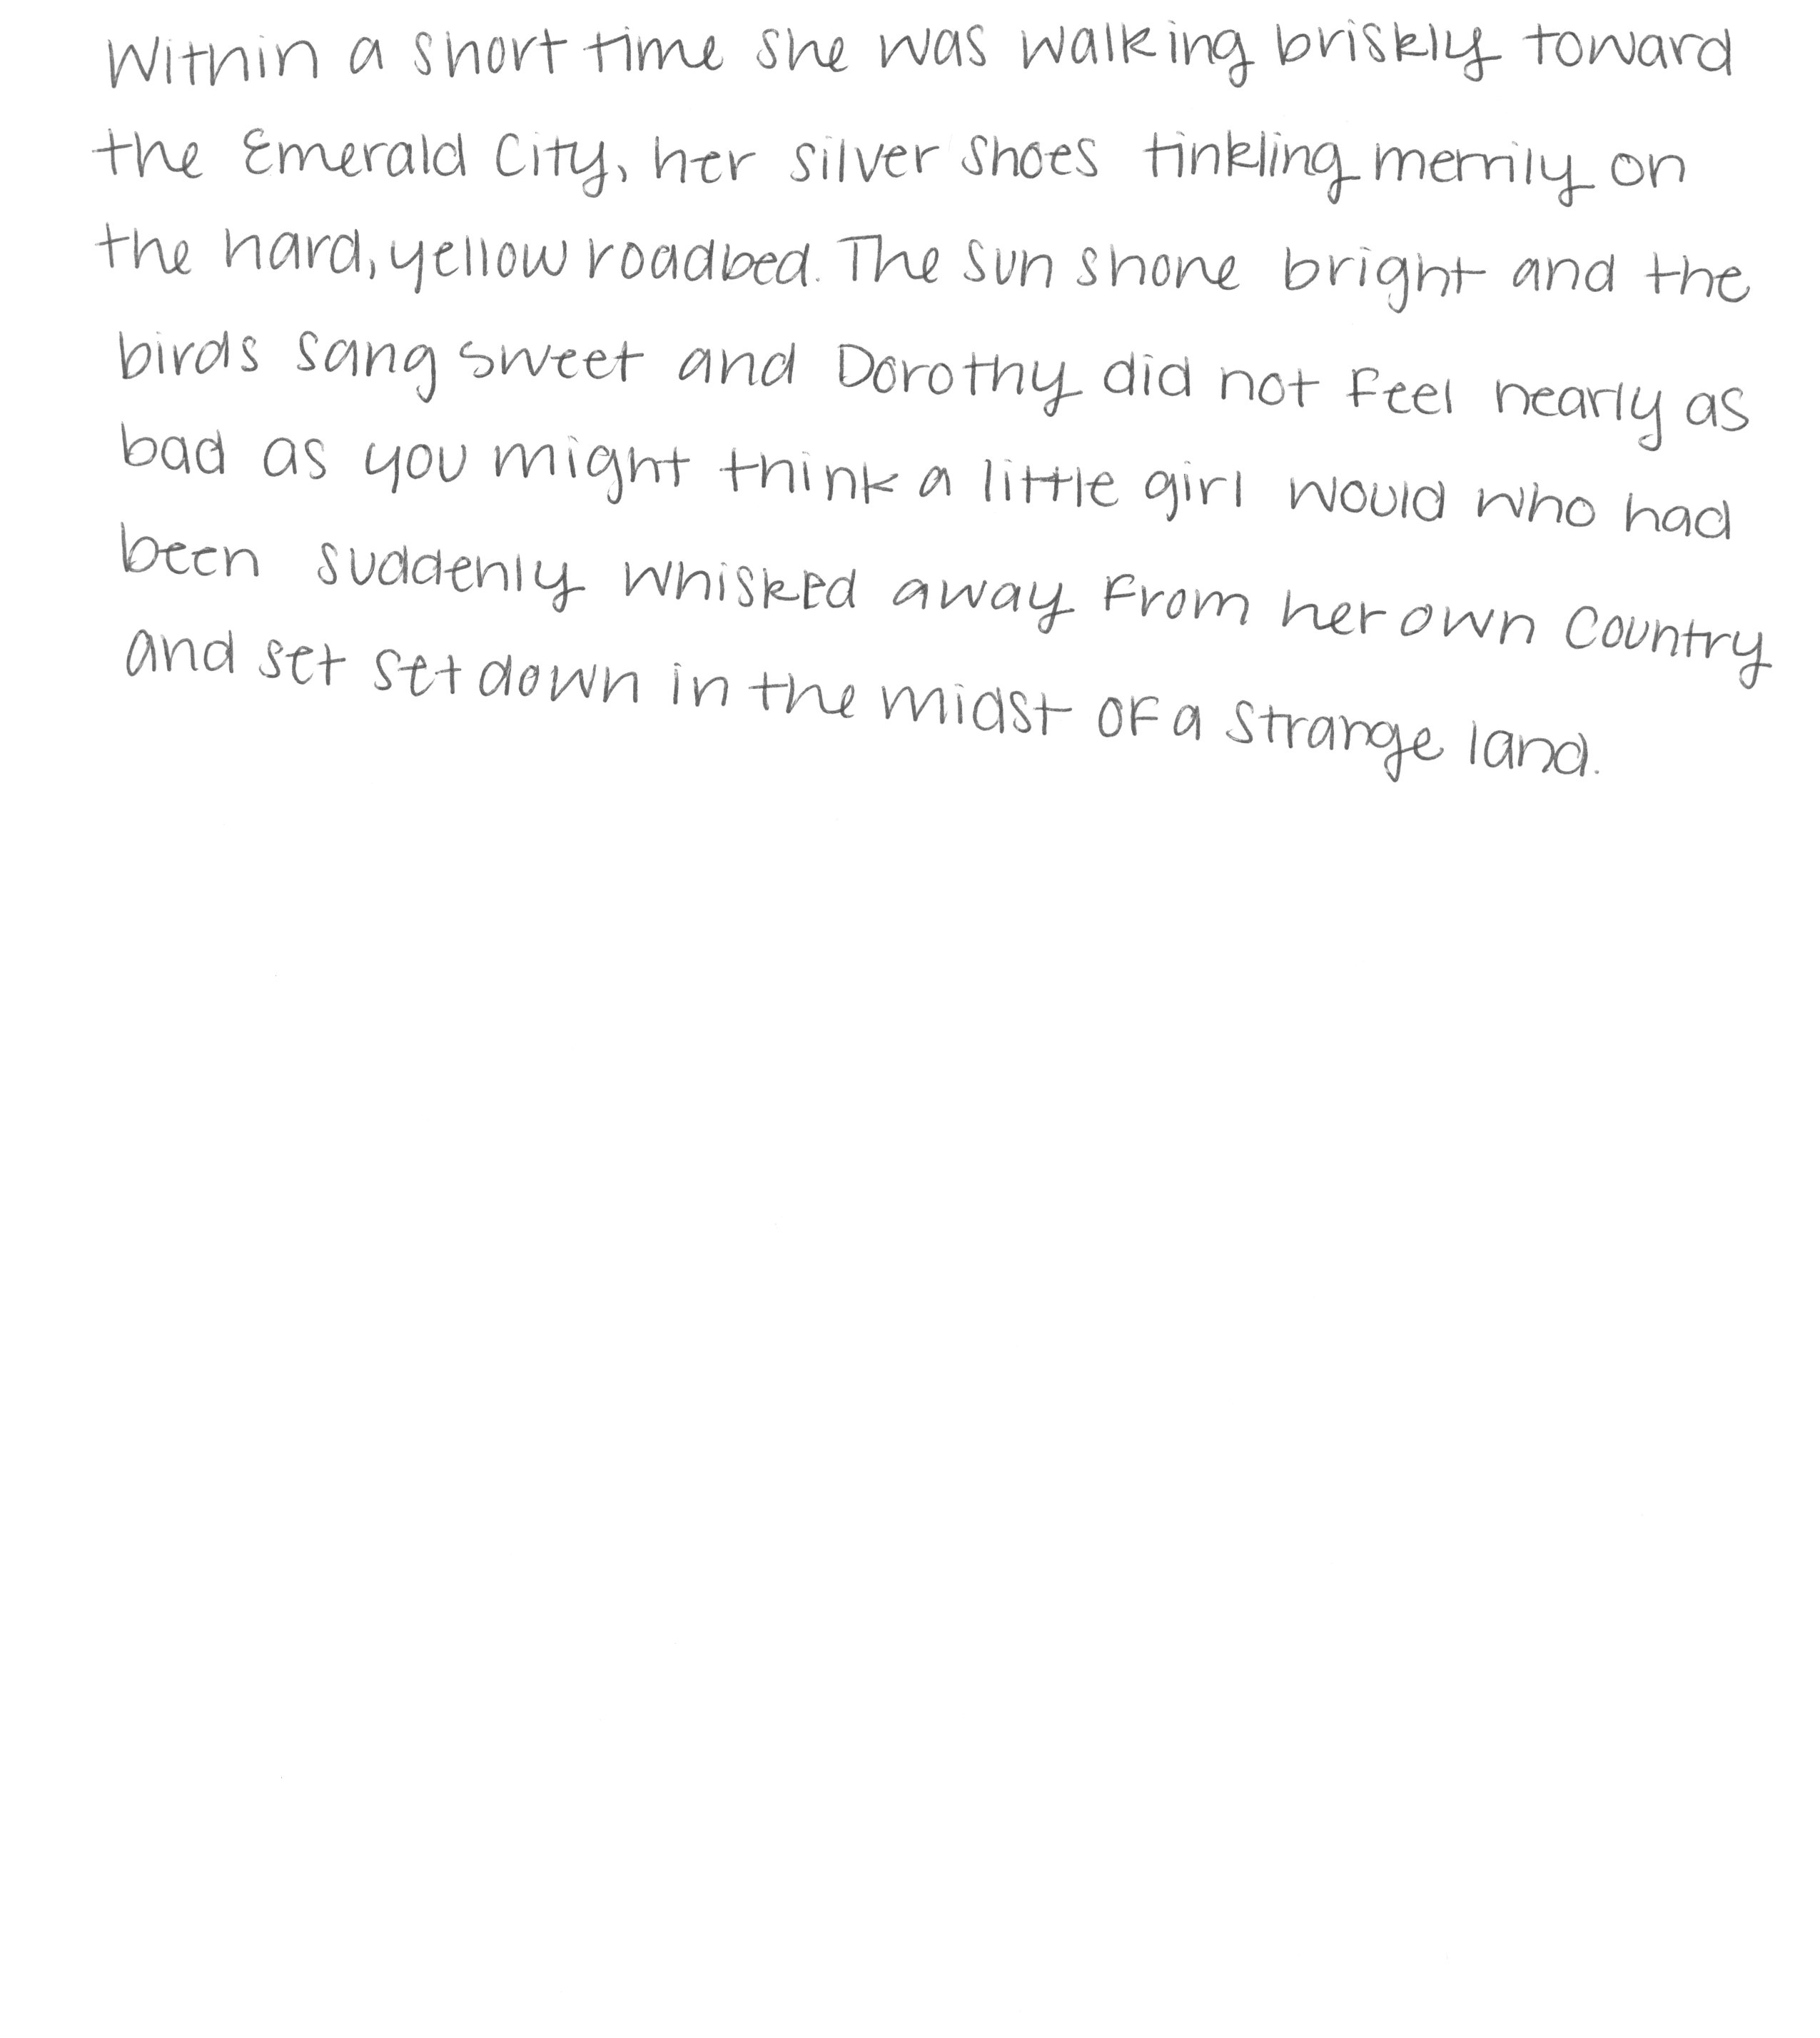 Within a short time she was walking briskly toward
the Emerald City, her silver shoes tinkling merrily on
the hard, yellow roadbed. The sun shone bright and the
birds sang sweet and Dorothy did not feel nearly as
bad as you might think a little girl would who had
been suddenly whisked away from her own country
and set set down in the midst of a strange land.